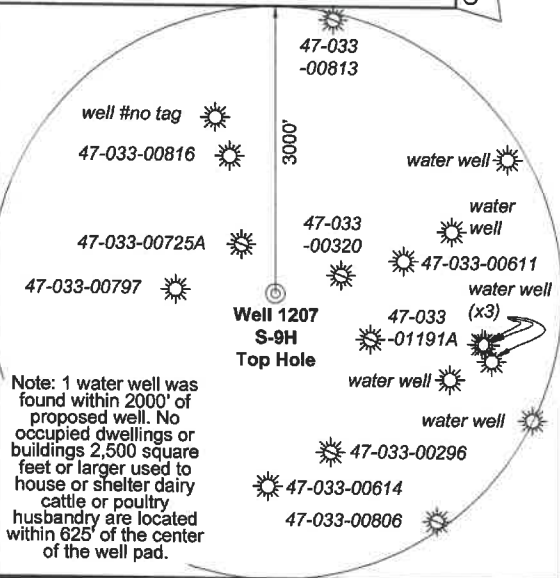 47-033
-00813
well #no tag
3000'
47-033-00816
water well
water
well
47-033
-00320
47-033-00725A
47-033-00611
47-033-00797
water well
(x3)
Well 1207
S-9H
Top Hole
47-033
-01191A
water well
Note: 1 water well was
found within 2000' of
proposed well. No
occupied dwellings or
buildings 2,500 square
feet or larger used to
house or shelter dairy
cattle or poultry
husbandry are located
within 625' of the center
of the well pad.
water well
47-033-00296
47-033-00614
47-033-00806